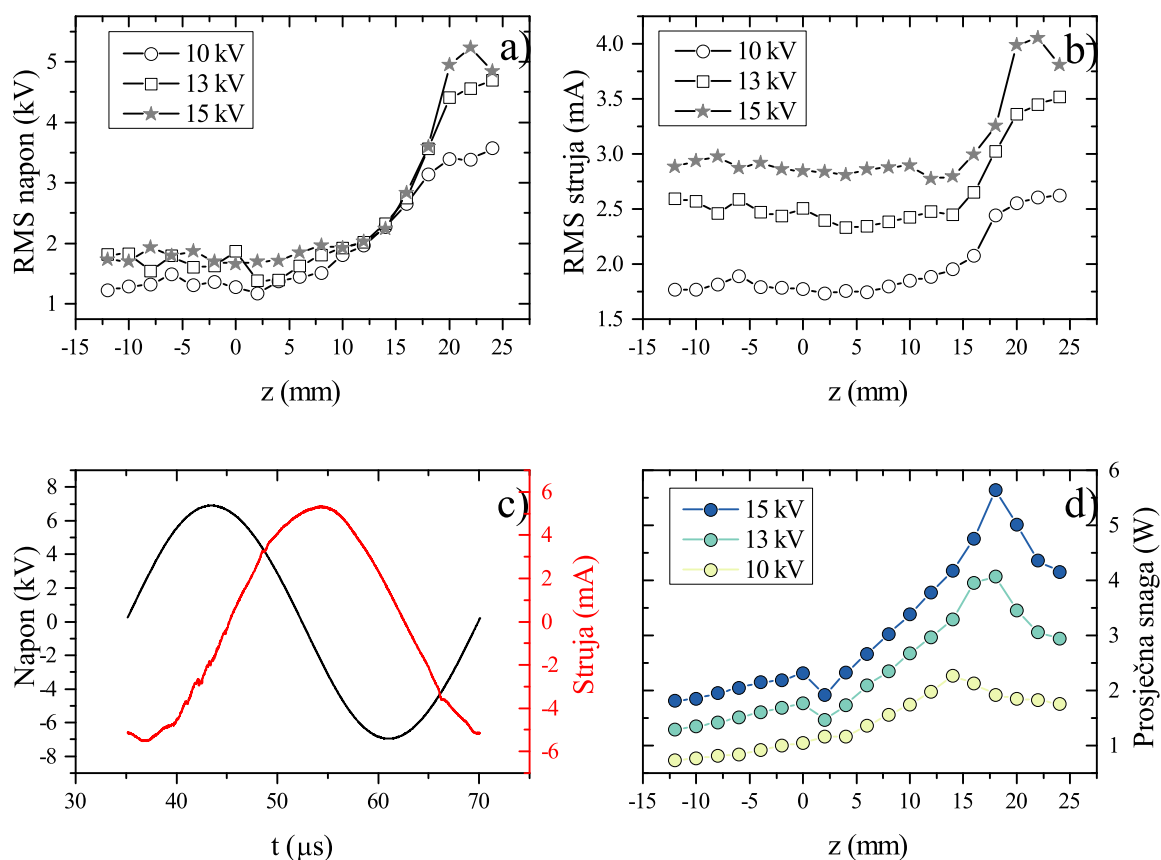 a)
10 kV
13 kV
15 kV
RMS napon (kV)
5
4
3
2
1
-15 -10 -5 0 5 10 15 20 25
z (mm)
b)
10 kV
13 kV
15 kV
RMS struja (mA)
4.0
3.5
3.0
2.5
2.0
1.5
-15 -10 -5 0 5 10 15 20 25
z (mm)
c)
Napon (kV)
8
6
4
2
0
-2
-4
-6
-8
Struja (mA)
6
4
2
0
-2
-4
-6
30 40 50 60 70
t (μs)
d)
15 kV
13 kV
10 kV
Prosječna snaga (W)
6
5
4
3
2
1
-15 -10 -5 0 5 10 15 20 25
z (mm)